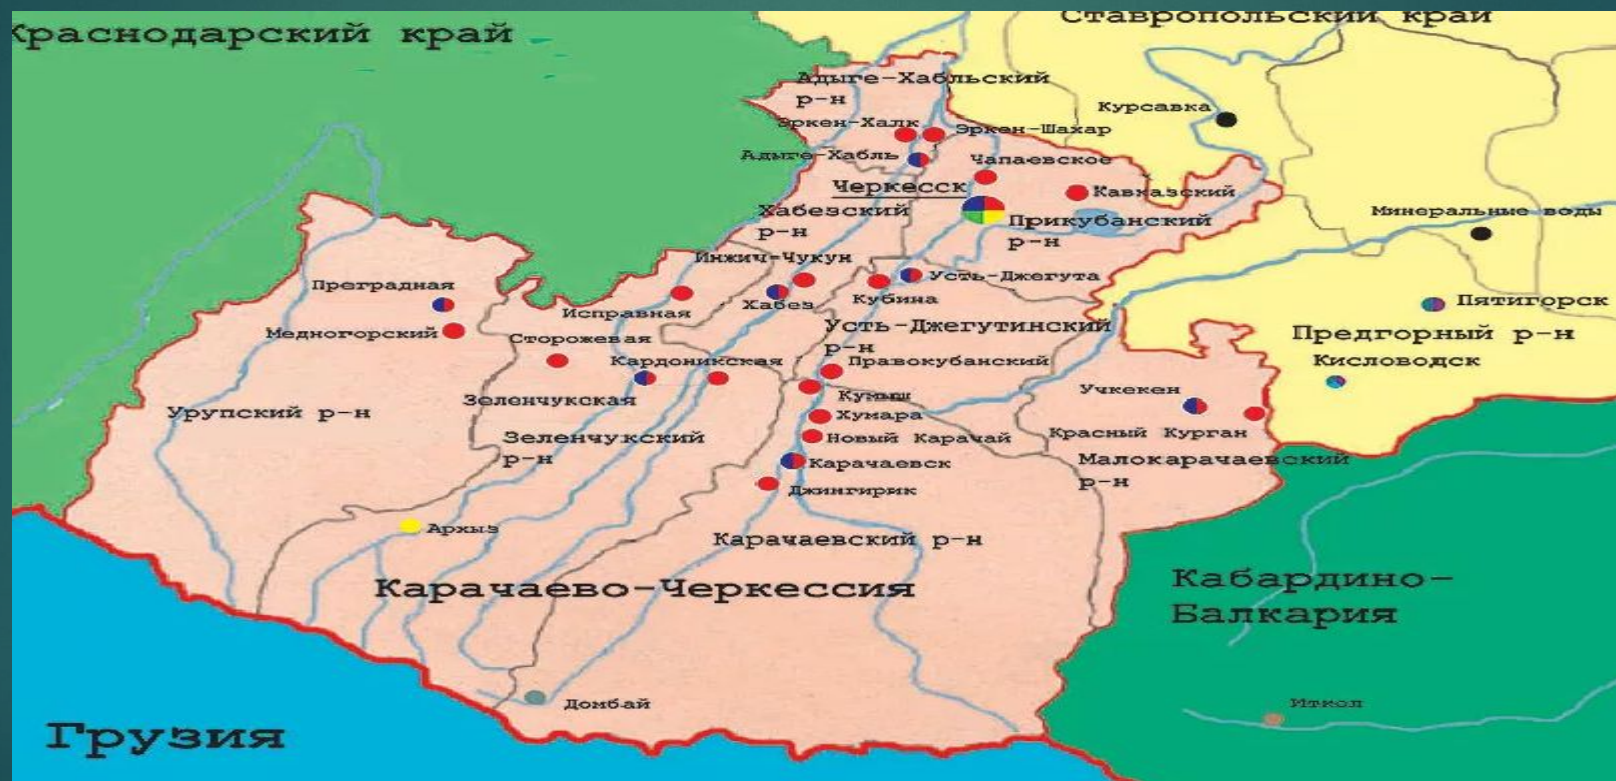 Ставропольский край
Краснодарский край
Адыге-Хабльский
р-н
Курсавка
Эркен-Халк
Эркен-Шахар
Адыге-Хабль
Чапаевское
Черкесск
Кавказский
Хабезский
р-н
Прикубанский
р-н
Минеральные воды
Инжич-Чукун
Преградная
Усть-Джегута
Хабез
Кубина
Исправная
Пятигорск
Медногорский
Сторожевая
Усть-Джегутинский
р-н
Предгорный р-н
Кардоникская
Правокубанский
Кисловодск
Зеленчукская
Кумыш
Учкекен
Урупский р-н
Хумара
Зеленчукский
р-н
Новый Карачай
Красный Курган
Карачаевск
Малокарачаевский
р-н
Джингирик
Архыз
Карачаевский р-н
Карачаево-Черкессия
Кабардино-
Балкария
Домбай
Иткол
Грузия